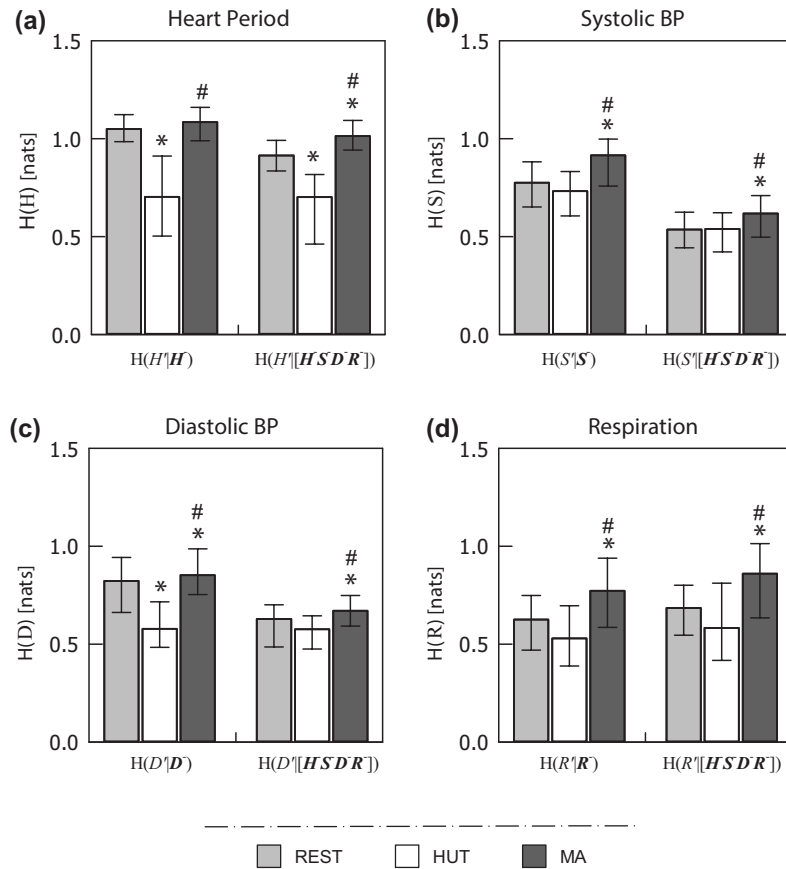 (a) Heart Period
1.5
1.0
0.5
0.0
H(H) [nats]
* # * # *
H(H'|H⁻) H(H'|[H⁻S⁻D⁻R⁻])
(b) Systolic BP
1.5
1.0
0.5
0.0
H(S) [nats]
# * # *
H(S'|S⁻) H(S'|[H⁻S⁻D⁻R⁻])
(c) Diastolic BP
1.5
1.0
0.5
0.0
H(D) [nats]
* # * # *
H(D'|D⁻) H(D'|[H⁻S⁻D⁻R⁻])
(d) Respiration
1.5
1.0
0.5
0.0
H(R) [nats]
# * # *
H(R'|R⁻) H(R'|[H⁻S⁻D⁻R⁻])
REST HUT MA